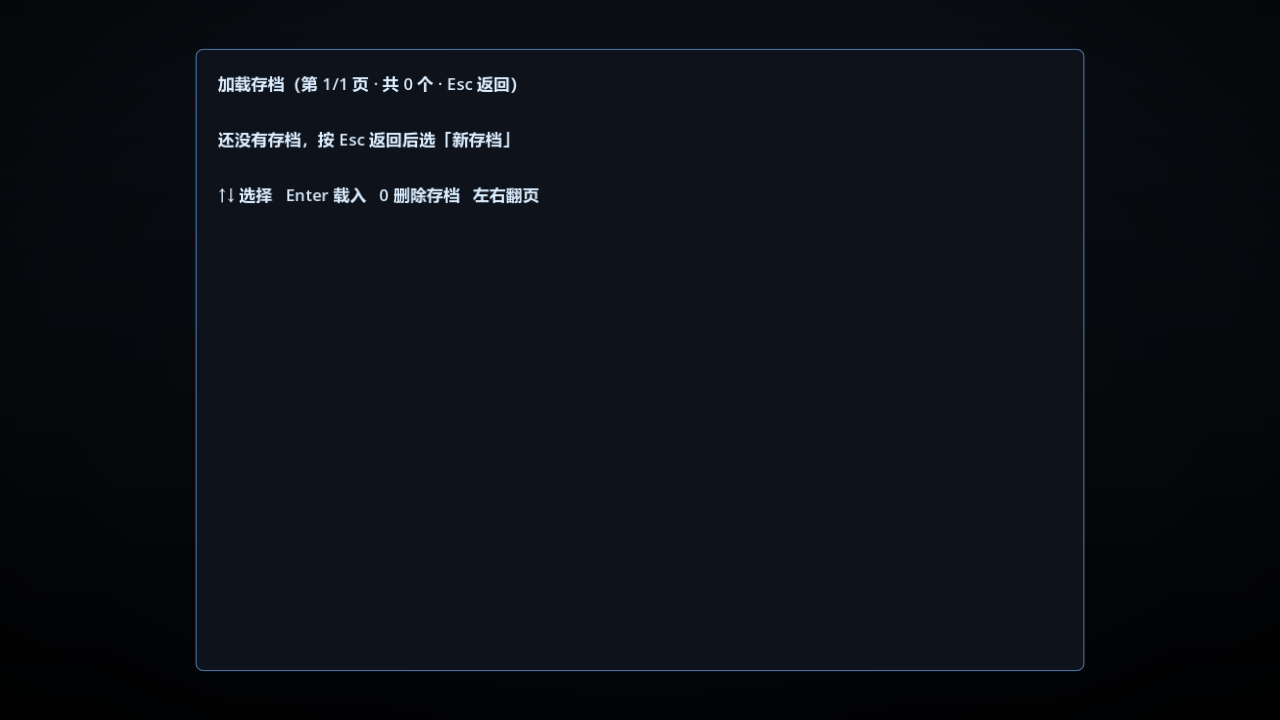 加载存档（第 1/1 页 · 共 0 个 · Esc 返回）
还没有存档，按 Esc 返回后选「新存档」
↑↓ 选择   Enter 载入   0 删除存档   左右翻页